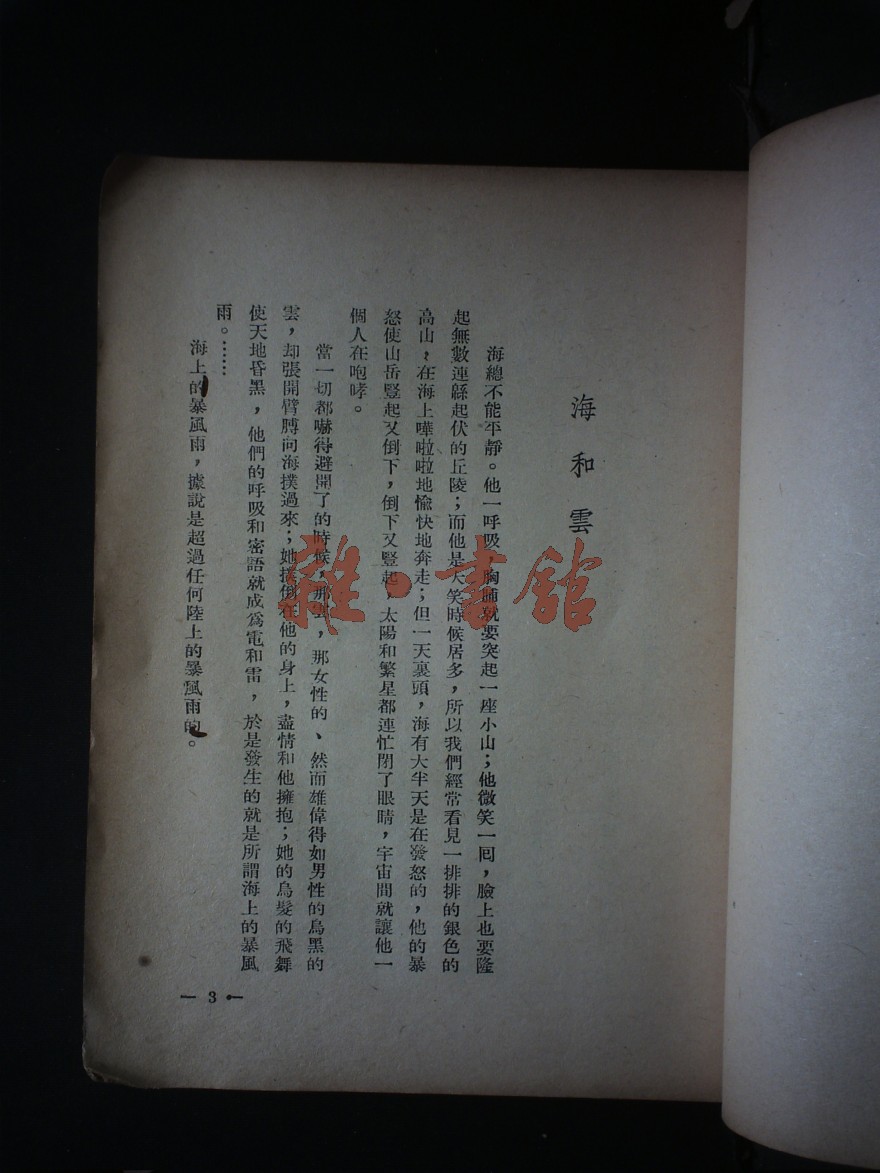 海和雲
海總不能平靜。他一呼吸，胸脯就要突起一座小山；他微笑一囘，臉上也要隆
起無數連緜起伏的丘陵；而他是大笑時候居多，所以我們經常看見一排排的銀色的
高山，在海上嘩啦啦地愉快地奔走；但一天裏頭，海有大半天是在發怒的，他的暴
怒使山岳豎起又倒下，倒下又豎起，太陽和繁星都連忙閉了眼睛，宇宙間就讓他一
個人在咆哮。
當一切都嚇得避開了的時候，那雲，那女性的、然而雄偉得如男性的烏黑的
雲，却張開臂膊向海撲過來；她撲倒在他的身上，盡情和他擁抱；她的烏髮的飛舞
使天地昏黑，他們的呼吸和密語就成爲電和雷，於是發生的就是所謂海上的暴風
雨。……
海上的暴風雨，據說是超過任何陸上的暴風雨的。
— 3 —
雜·書館